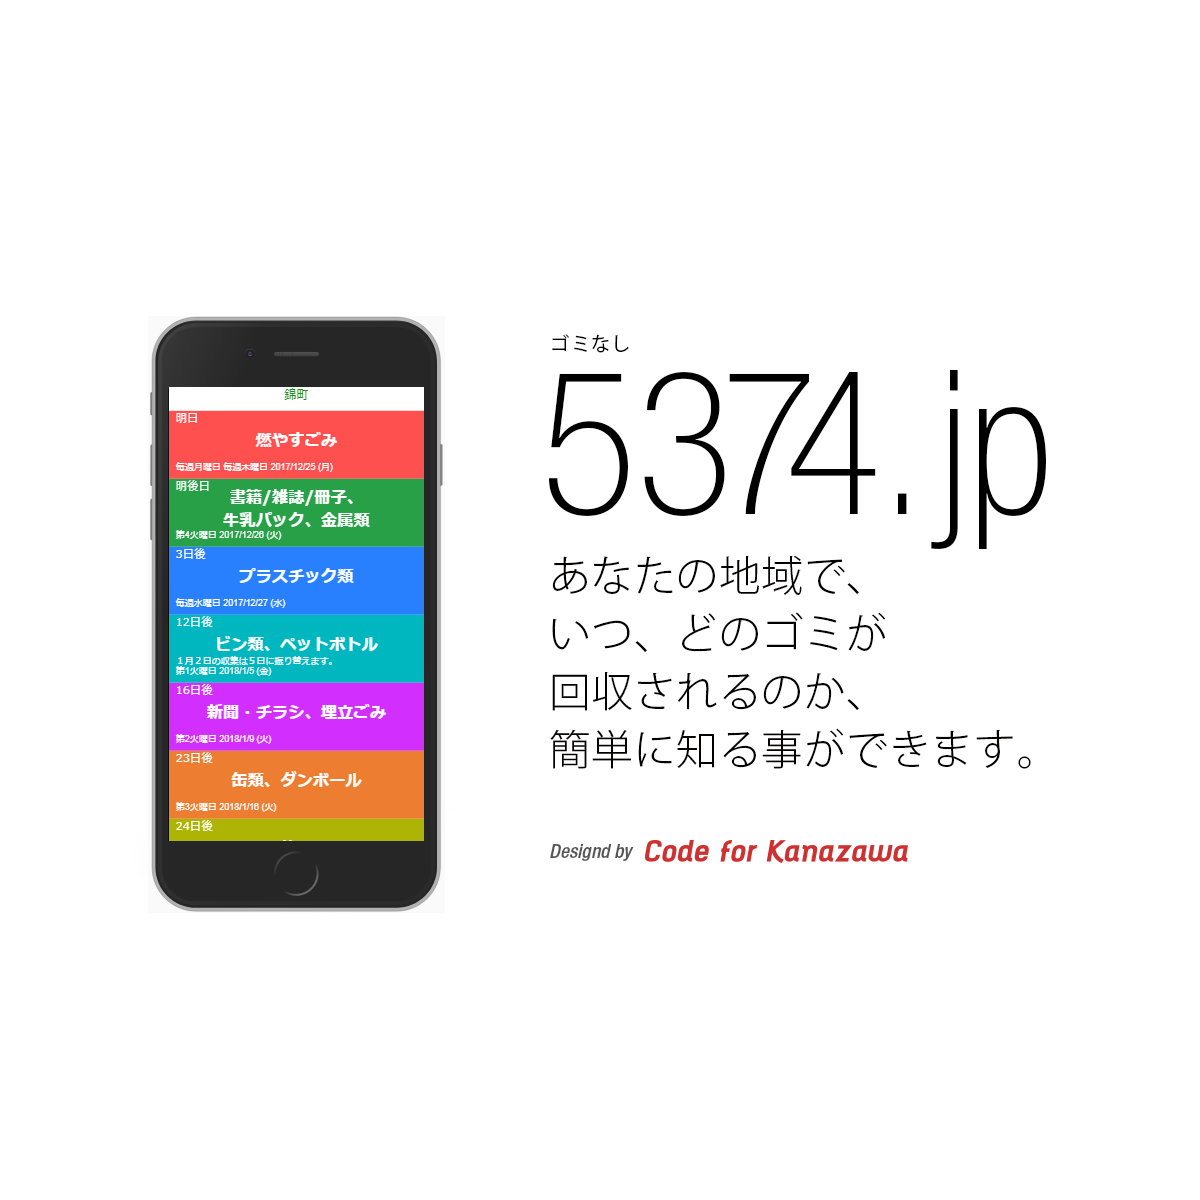 錦町
明日
燃やすごみ
毎週月曜日 毎週木曜日 2017/12/25 (月)
明後日
書籍/雑誌/冊子、
牛乳パック、金属類
第4火曜日 2017/12/26 (火)
3日後
プラスチック類
毎週水曜日 2017/12/27 (水)
12日後
ビン類、ペットボトル
１月２日の収集は５日に振り替えます。
第1火曜日 2018/1/5 (金)
16日後
新聞・チラシ、埋立ごみ
第2火曜日 2018/1/9 (火)
23日後
缶類、ダンボール
第3火曜日 2018/1/16 (火)
24日後
ゴミなし
5374.jp
あなたの地域で、
いつ、どのゴミが
回収されるのか、
簡単に知る事ができます。
Designd by Code for Kanazawa